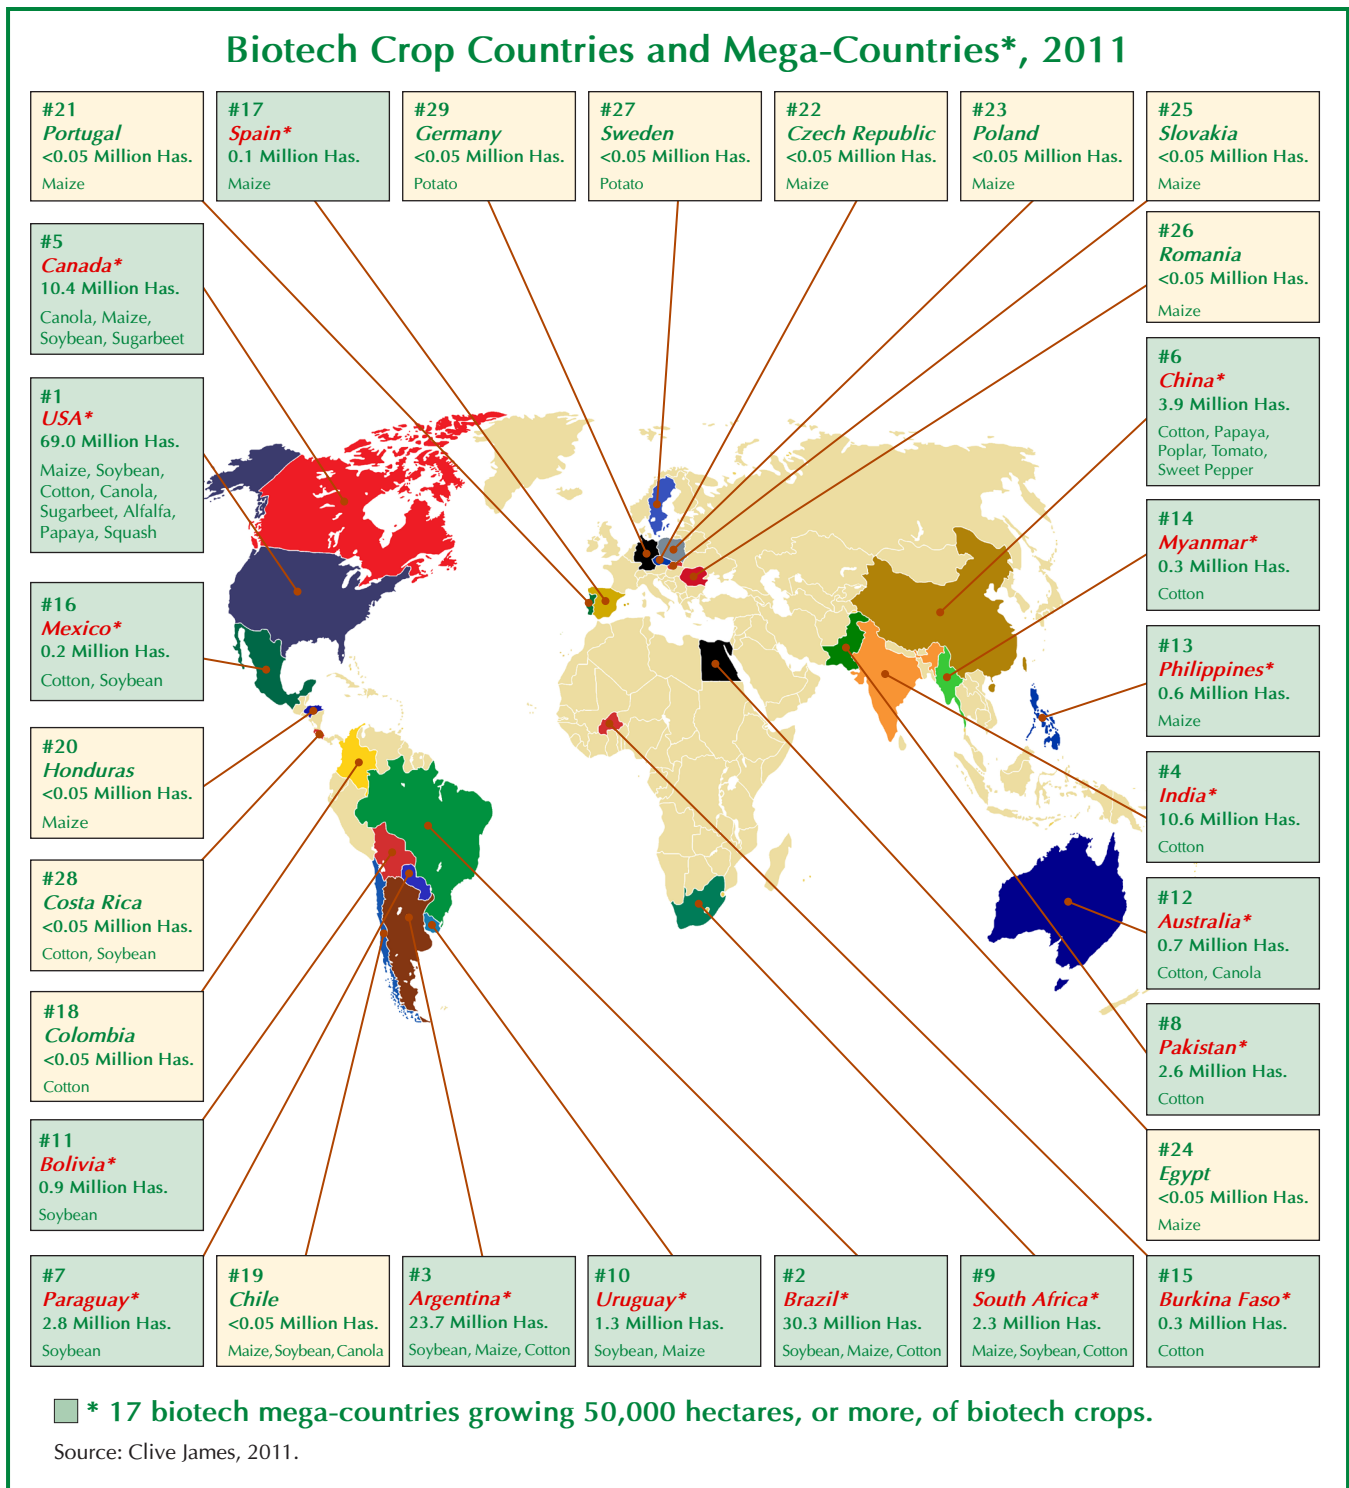 Biotech Crop Countries and Mega-Countries*, 2011
#21
Portugal
<0.05 Million Has.
Maize
#17
Spain*
0.1 Million Has.
Maize
#29
Germany
<0.05 Million Has.
Potato
#27
Sweden
<0.05 Million Has.
Potato
#22
Czech Republic
<0.05 Million Has.
Maize
#23
Poland
<0.05 Million Has.
Maize
#25
Slovakia
<0.05 Million Has.
Maize
#5
Canada*
10.4 Million Has.
Canola, Maize,
Soybean, Sugarbeet
#1
USA*
69.0 Million Has.
Maize, Soybean,
Cotton, Canola,
Sugarbeet, Alfalfa,
Papaya, Squash
#16
Mexico*
0.2 Million Has.
Cotton, Soybean
#20
Honduras
<0.05 Million Has.
Maize
#28
Costa Rica
<0.05 Million Has.
Cotton, Soybean
#18
Colombia
<0.05 Million Has.
Cotton
#11
Bolivia*
0.9 Million Has.
Soybean
#26
Romania
<0.05 Million Has.
Maize
#6
China*
3.9 Million Has.
Cotton, Papaya,
Poplar, Tomato,
Sweet Pepper
#14
Myanmar*
0.3 Million Has.
Cotton
#13
Philippines*
0.6 Million Has.
Maize
#4
India*
10.6 Million Has.
Cotton
#12
Australia*
0.7 Million Has.
Cotton, Canola
#8
Pakistan*
2.6 Million Has.
Cotton
#24
Egypt
<0.05 Million Has.
Maize
#7
Paraguay*
2.8 Million Has.
Soybean
#19
Chile
<0.05 Million Has.
Maize, Soybean, Canola
#3
Argentina*
23.7 Million Has.
Soybean, Maize, Cotton
#10
Uruguay*
1.3 Million Has.
Soybean, Maize
#2
Brazil*
30.3 Million Has.
Soybean, Maize, Cotton
#9
South Africa*
2.3 Million Has.
Maize, Soybean, Cotton
#15
Burkina Faso*
0.3 Million Has.
Cotton
* 17 biotech mega-countries growing 50,000 hectares, or more, of biotech crops.
Source: Clive James, 2011.